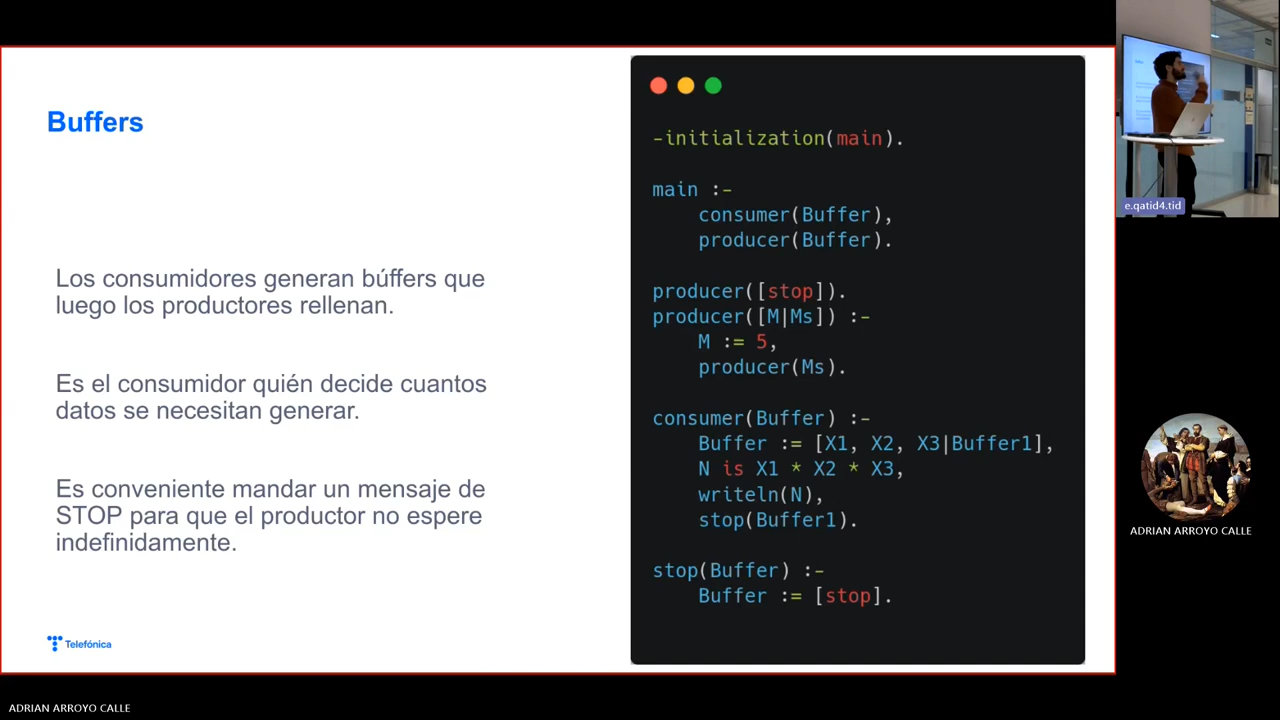 Buffers
Los consumidores generan búffers que
luego los productores rellenan.
Es el consumidor quién decide cuantos
datos se necesitan generar.
Es conveniente mandar un mensaje de
STOP para que el productor no espere
indefinidamente.
Telefónica
-initialization(main).
main :-
    consumer(Buffer),
    producer(Buffer).
producer([stop]).
producer([M|Ms]) :-
    M := 5,
    producer(Ms).
consumer(Buffer) :-
    Buffer := [X1, X2, X3|Buffer1],
    N is X1 * X2 * X3,
    writeln(N),
    stop(Buffer1).
stop(Buffer) :-
    Buffer := [stop].
e.qatid4.tid
ADRIAN ARROYO CALLE
ADRIAN ARROYO CALLE